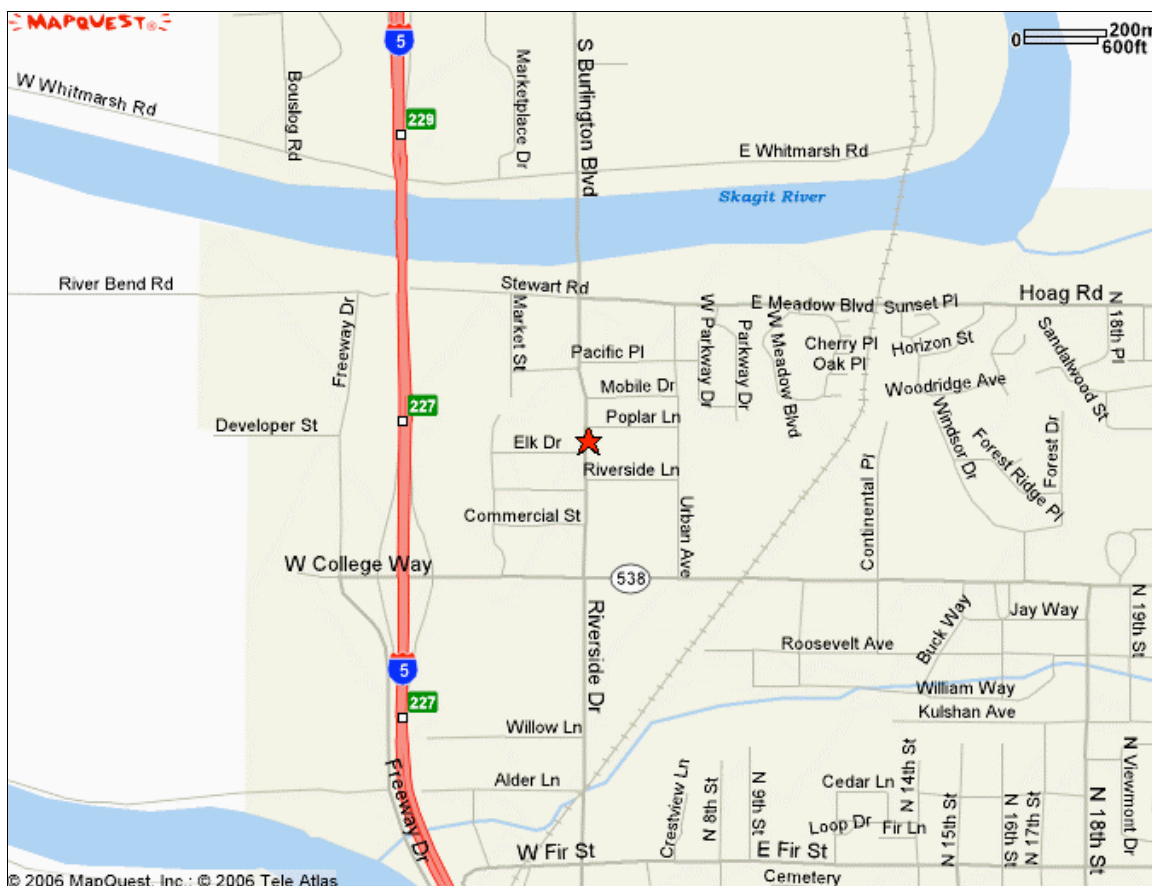 MAPQUEST
5
200m
0
600ft
W Whitmarsh Rd
Bouslog Rd
229
Marketplace Dr
S Burlington Blvd
E Whitmarsh Rd
Skagit River
River Bend Rd
Stewart Rd
Freeway Dr
Market St
W Parkway Dr
Parkway Dr
E Meadow Blvd
W Meadow Blvd
Sunset Pl
Hoag Rd
N 18th Pl
Cherry Pl
Horizon St
Sandalwood St
Pacific Pl
Oak Pl
Mobile Dr
Woodridge Ave
227
Poplar Ln
Developer St
Elk Dr
Windsor Dr
Forest Dr
Forest Ridge Pl
Riverside Ln
Continental Pl
Commercial St
Urban Ave
W College Way
538
Riverside Dr
Buck Way
Jay Way
N 19th St
Roosevelt Ave
5
William Way
227
Kulshan Ave
Willow Ln
Freeway Dr
Alder Ln
Crestview Ln
N 8th St
N 9th St
Cedar Ln
N 14th St
Loop Dr
Fir Ln
N 15th St
N 16th St
N 17th St
N 18th St
N Viewmont Dr
W Fir St
E Fir St
Cemetery
© 2006 MapQuest, Inc.; © 2006 Tele Atlas